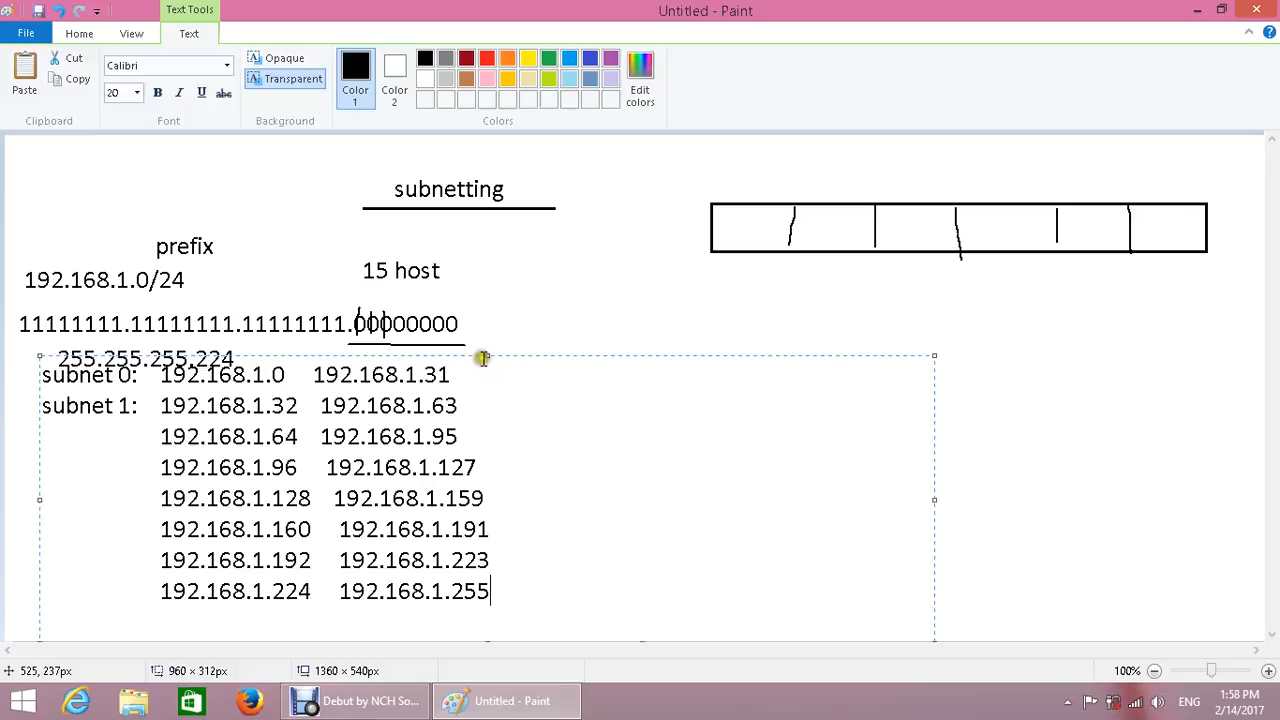 Text Tools
Untitled - Paint
File
Home
View
Text
Paste
Cut
Copy
Clipboard
Calibri
20
B I U abc
Font
Opaque
Transparent
Background
Color 1
Color 2
Edit colors
Colors
subnetting
prefix
192.168.1.0/24
15 host
11111111.11111111.11111111.00000000
255.255.255.224
subnet 0: 192.168.1.0 192.168.1.31
subnet 1: 192.168.1.32 192.168.1.63
192.168.1.64 192.168.1.95
192.168.1.96 192.168.1.127
192.168.1.128 192.168.1.159
192.168.1.160 192.168.1.191
192.168.1.192 192.168.1.223
192.168.1.224 192.168.1.255
525, 237px
960 × 312px
1360 × 540px
100%
Debut by NCH So...
Untitled - Paint
ENG
1:58 PM
2/14/2017